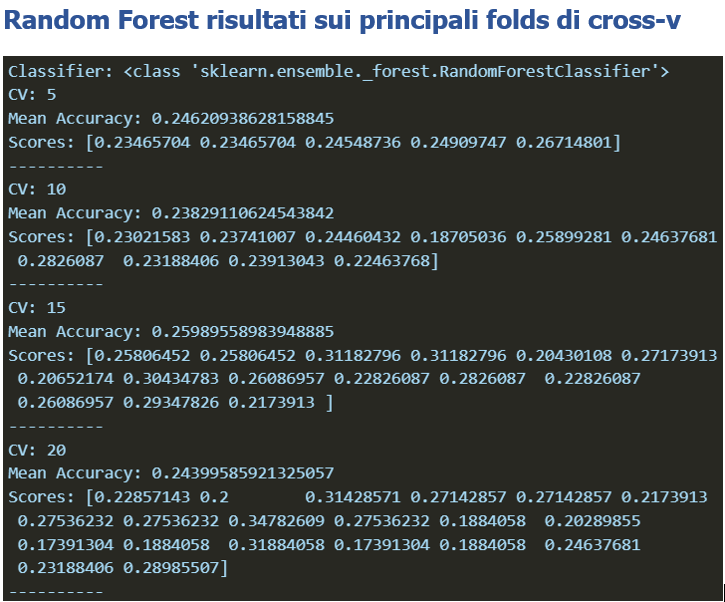 Random Forest risultati sui principali folds di cross-v
Classifier: <class 'sklearn.ensemble._forest.RandomForestClassifier'>
CV: 5
Mean Accuracy: 0.24620938628158845
Scores: [0.23465704 0.23465704 0.24548736 0.24909747 0.26714801]
----------
CV: 10
Mean Accuracy: 0.23829110624543842
Scores: [0.23021583 0.23741007 0.24460432 0.18705036 0.25899281 0.24637681
0.2826087  0.23188406 0.23913043 0.22463768]
----------
CV: 15
Mean Accuracy: 0.25989558983948885
Scores: [0.25806452 0.25806452 0.31182796 0.31182796 0.20430108 0.27173913
0.20652174 0.30434783 0.26086957 0.22826087 0.2826087  0.22826087
0.26086957 0.29347826 0.2173913 ]
----------
CV: 20
Mean Accuracy: 0.24399585921325057
Scores: [0.22857143 0.2        0.31428571 0.27142857 0.27142857 0.2173913
0.27536232 0.27536232 0.34782609 0.27536232 0.1884058  0.20289855
0.17391304 0.1884058  0.31884058 0.17391304 0.1884058  0.24637681
0.23188406 0.28985507]
----------